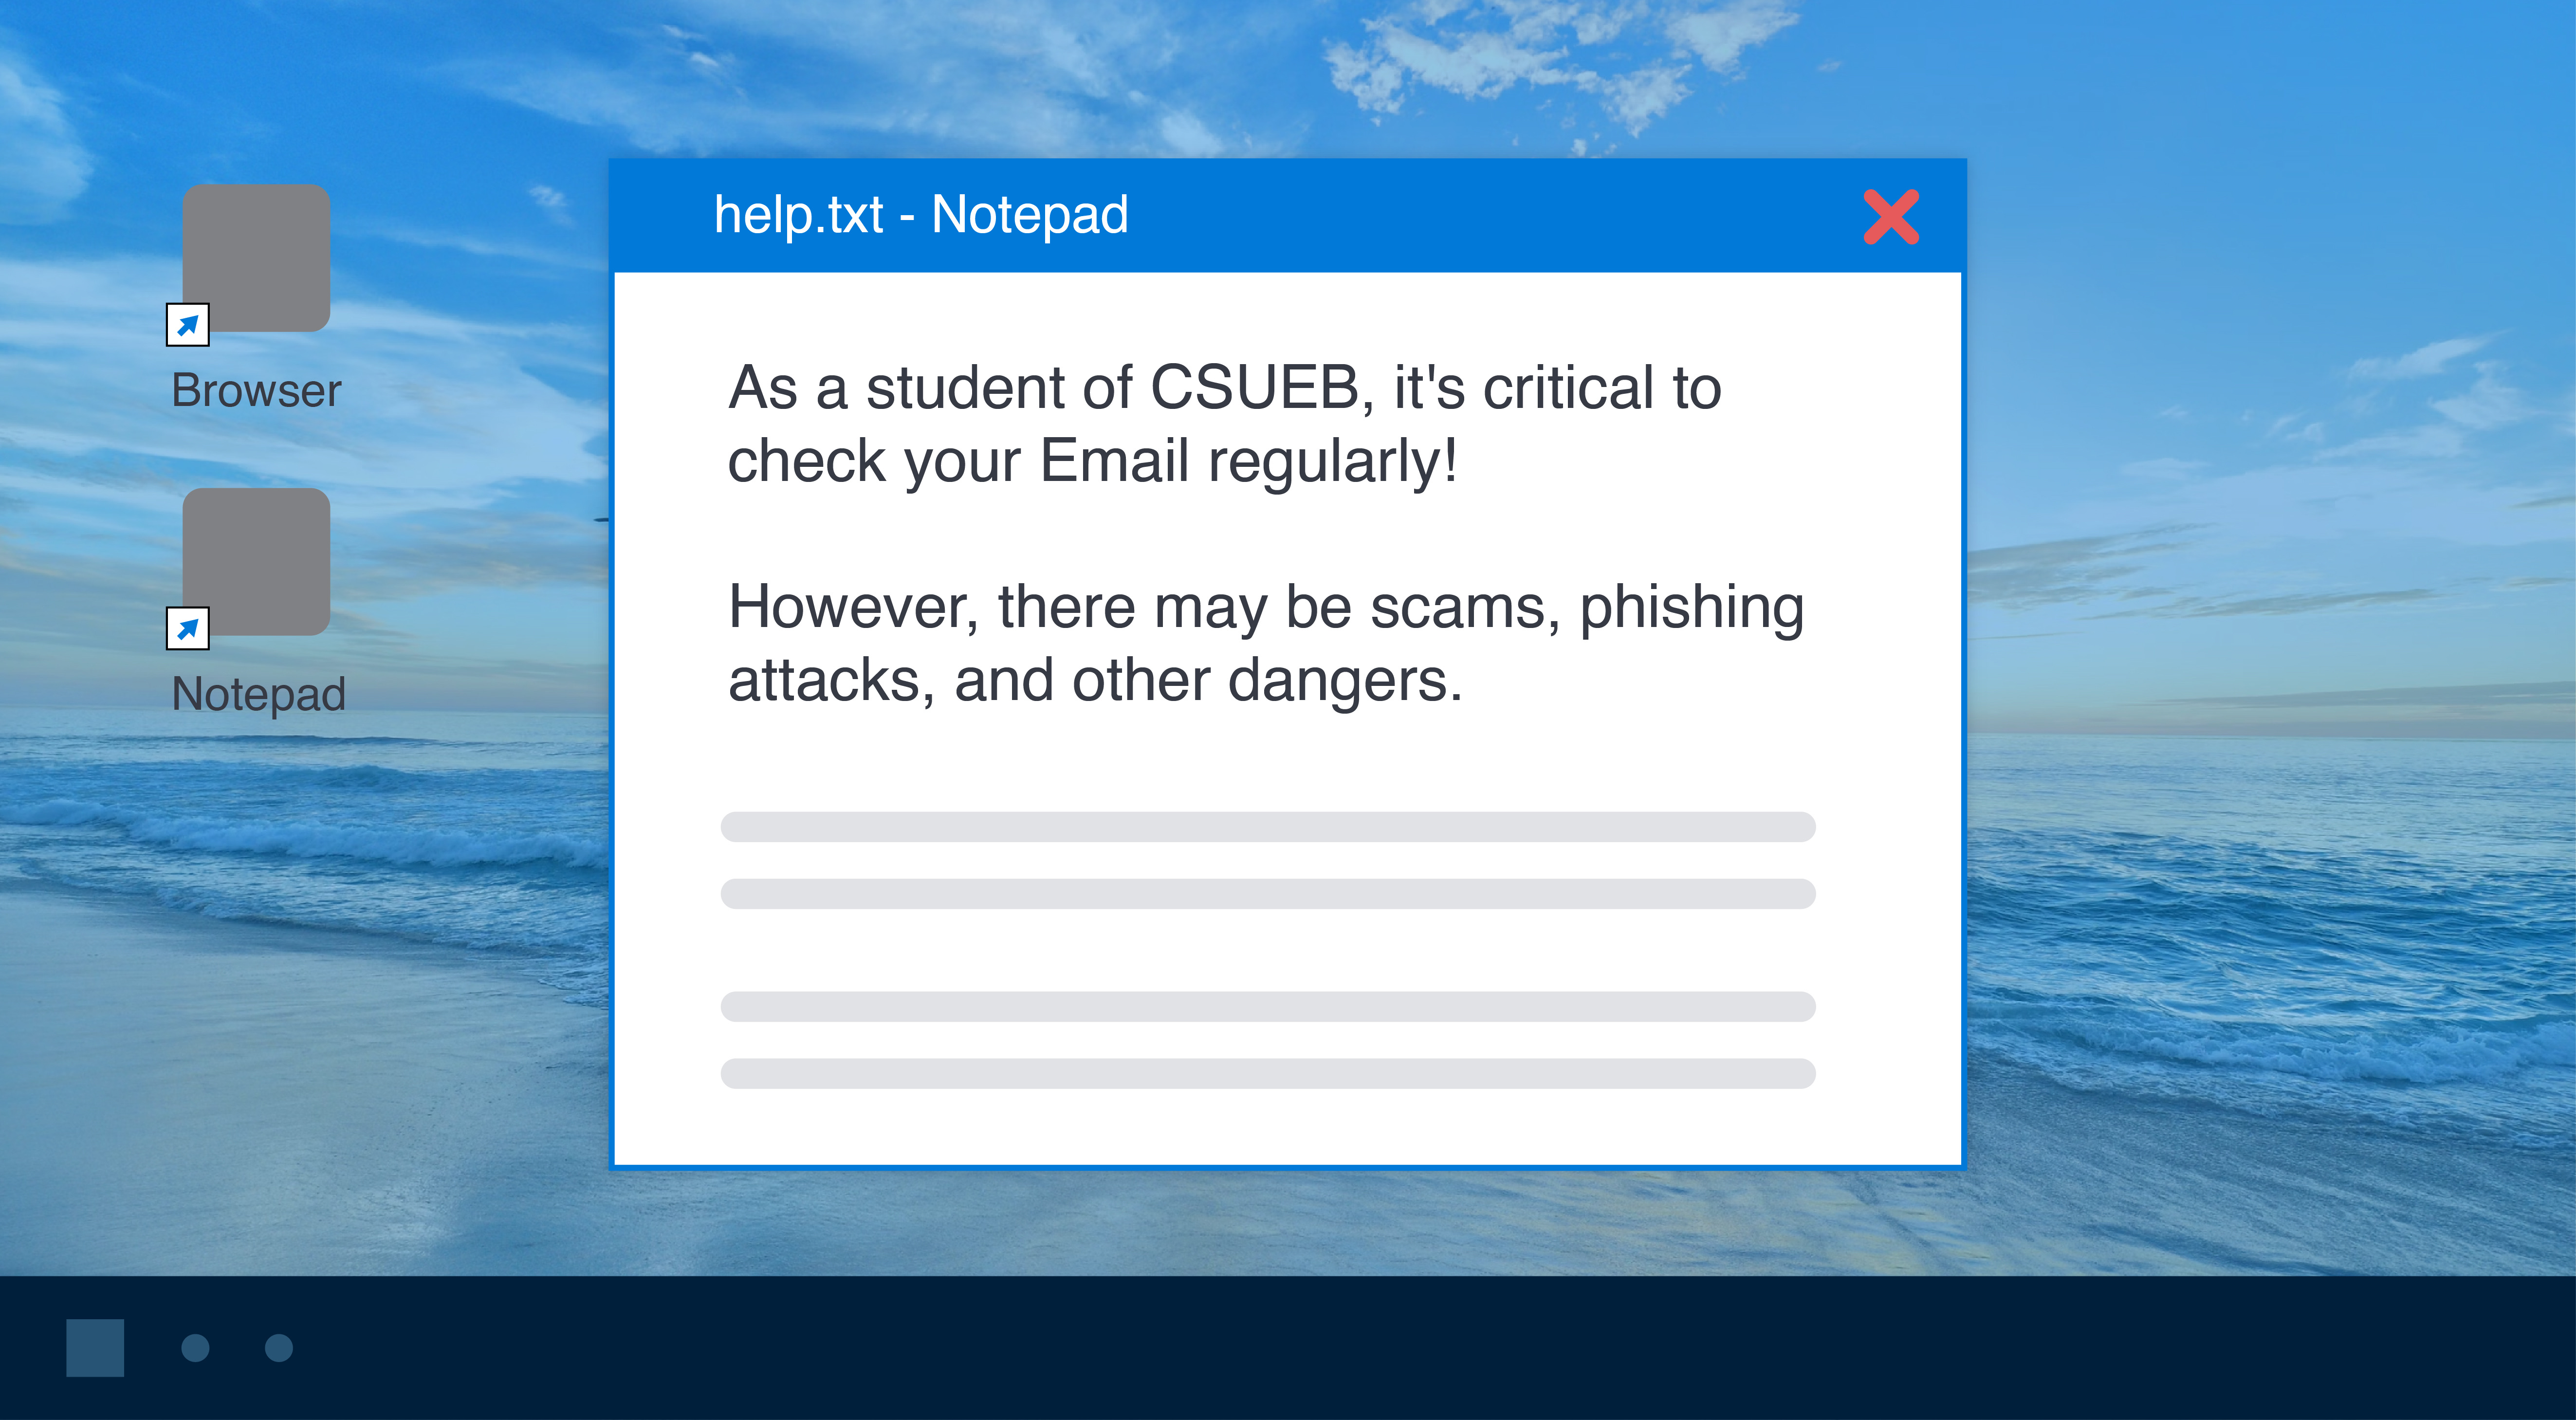 help.txt - Notepad
Browser
As a student of CSUEB, it's critical to
check your Email regularly!
However, there may be scams, phishing
attacks, and other dangers.
Notepad